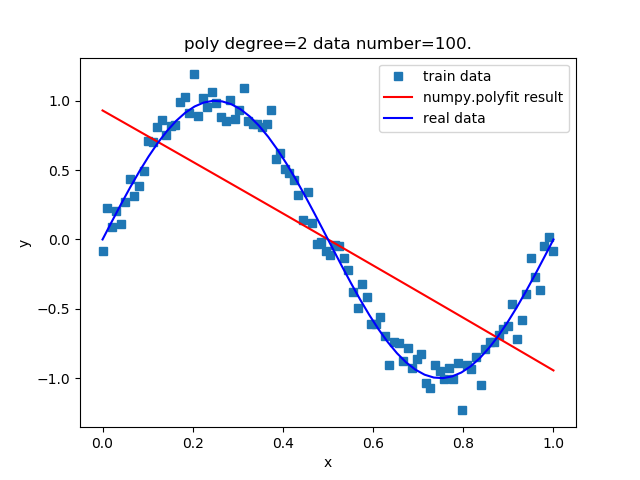 poly degree=2 data number=100.
train data
numpy.polyfit result
real data
1.0
0.5
0.0
−0.5
−1.0
y
0.0 0.2 0.4 0.6 0.8 1.0
x